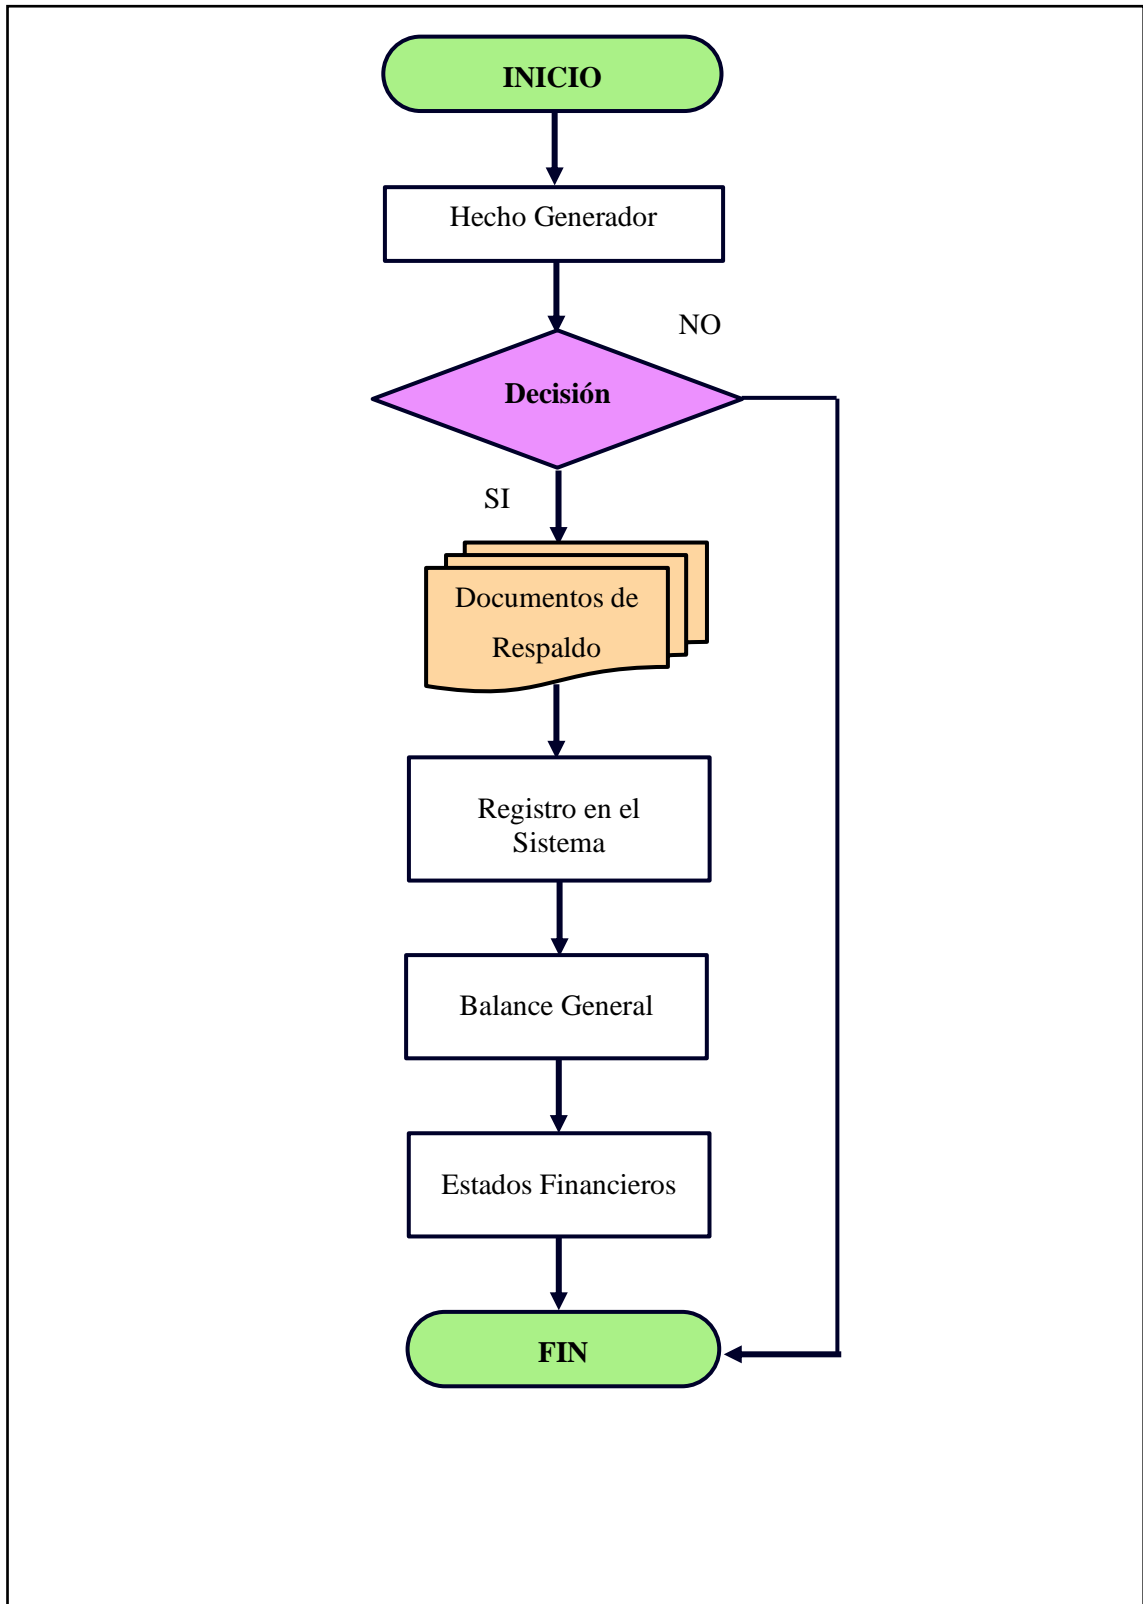 INICIO
Hecho Generador
NO
Decisión
SI
Documentos de
Respaldo
Registro en el
Sistema
Balance General
Estados Financieros
FIN